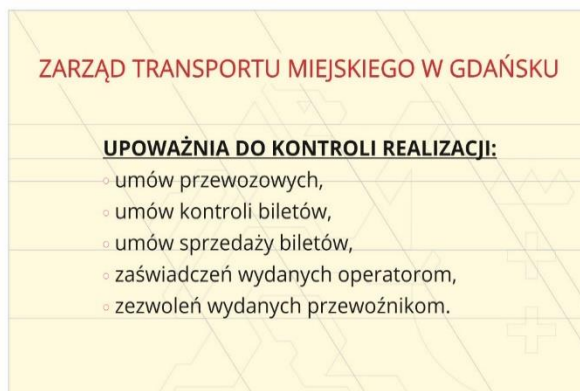 ZARZĄD TRANSPORTU MIEJSKIEGO W GDAŃSKU
UPOWAŻNIA DO KONTROLI REALIZACJI:
◦ umów przewozowych,
◦ umów kontroli biletów,
◦ umów sprzedaży biletów,
◦ zaświadczeń wydanych operatorom,
◦ zezwoleń wydanych przewoźnikom.